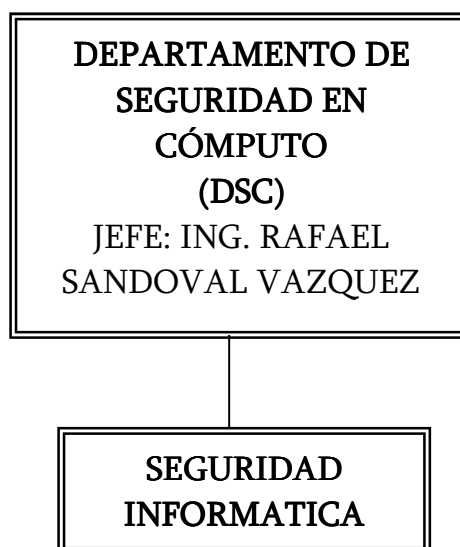 DEPARTAMENTO DE
SEGURIDAD EN
CÓMPUTO
(DSC)
JEFE: ING. RAFAEL
SANDOVAL VAZQUEZ
SEGURIDAD
INFORMATICA